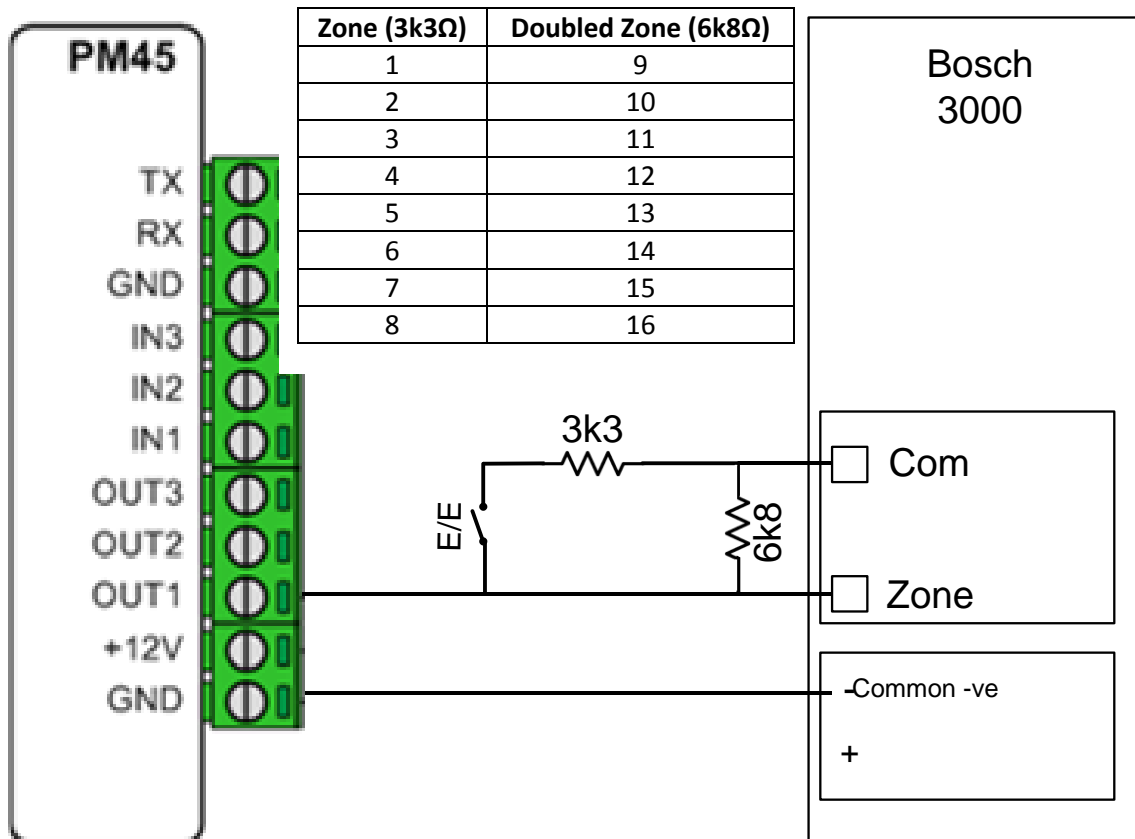 PM45
TX
RX
GND
IN3
IN2
IN1
OUT3
OUT2
OUT1
+12V
GND
Zone (3k3Ω) Doubled Zone (6k8Ω)
1 9
2 10
3 11
4 12
5 13
6 14
7 15
8 16
Bosch
3000
3k3
E/E
6k8
Com
Zone
-Common -ve
+